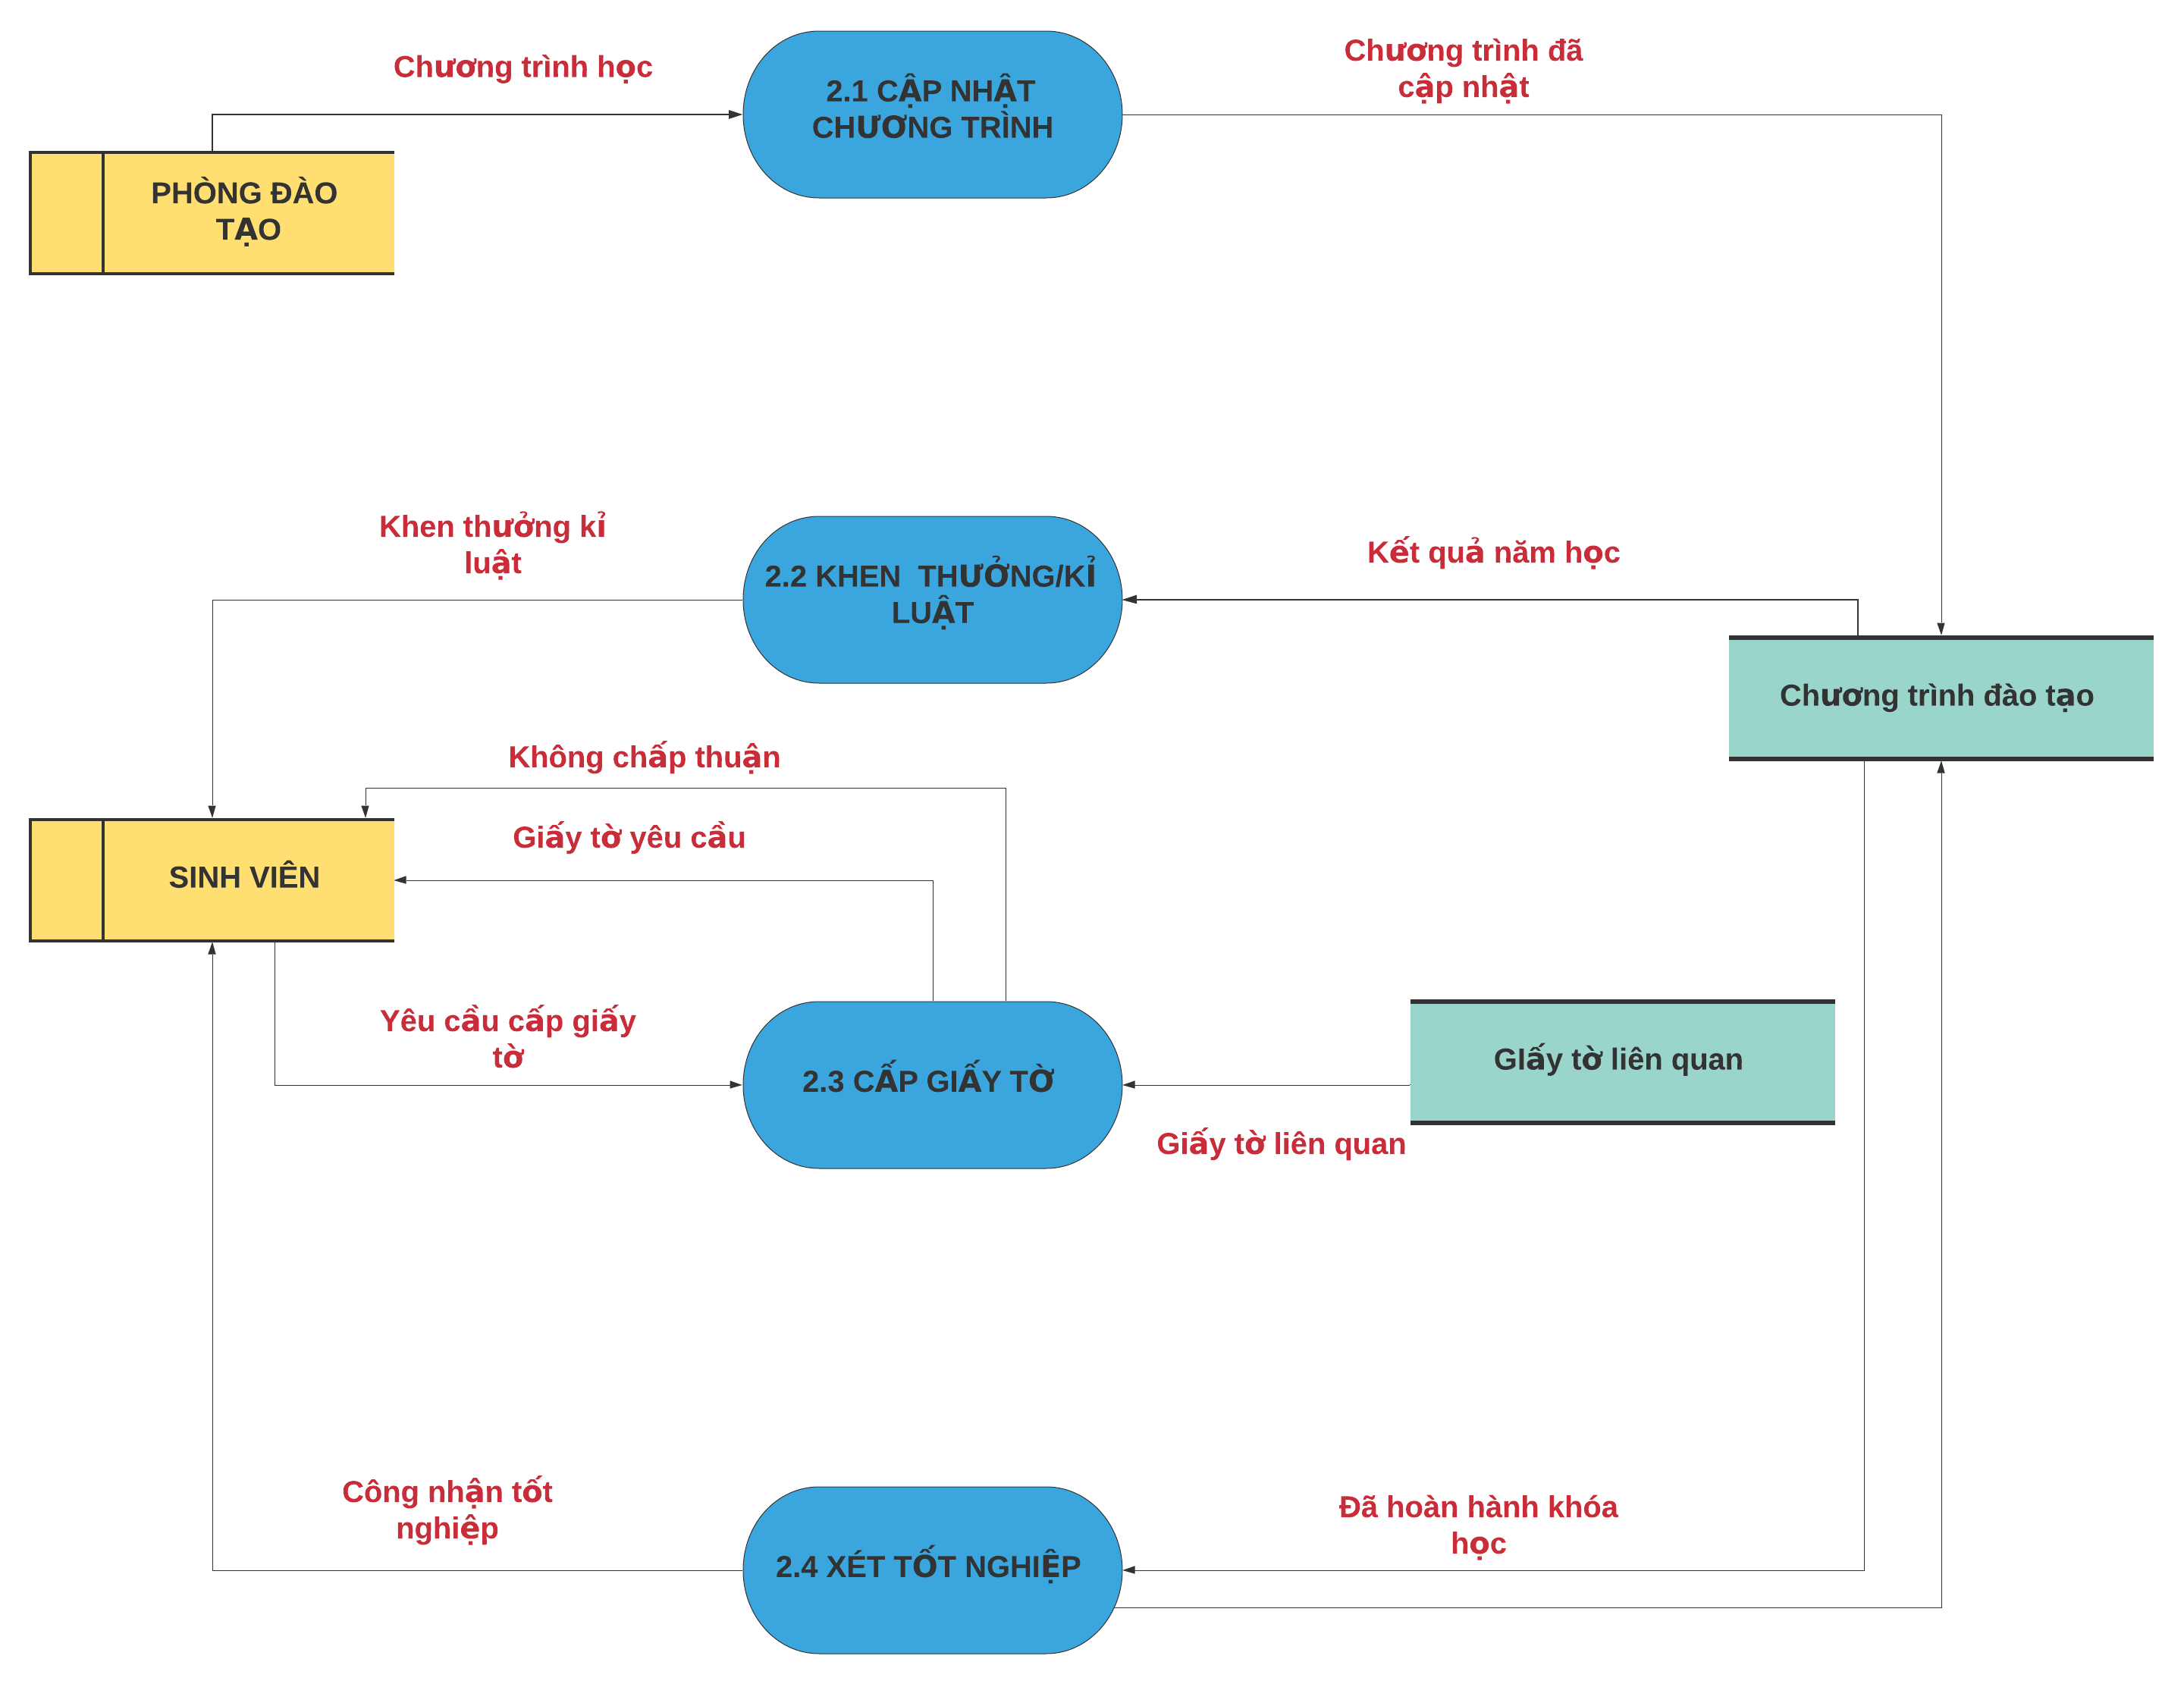 Chương trình học
2.1 CẬP NHẬT
CHƯƠNG TRÌNH
Chương trình đã
cập nhật
PHÒNG ĐÀO
TẠO
Khen thưởng kỉ
luật
2.2 KHEN  THƯỞNG/KỈ
LUẬT
Kết quả năm học
Chương trình đào tạo
Không chấp thuận
Giấy tờ yêu cầu
SINH VIÊN
Yêu cầu cấp giấy
tờ
2.3 CẤP GIẤY TỜ
GIấy tờ liên quan
Giấy tờ liên quan
Công nhận tốt
nghiệp
2.4 XÉT TỐT NGHIỆP
Đã hoàn hành khóa
học